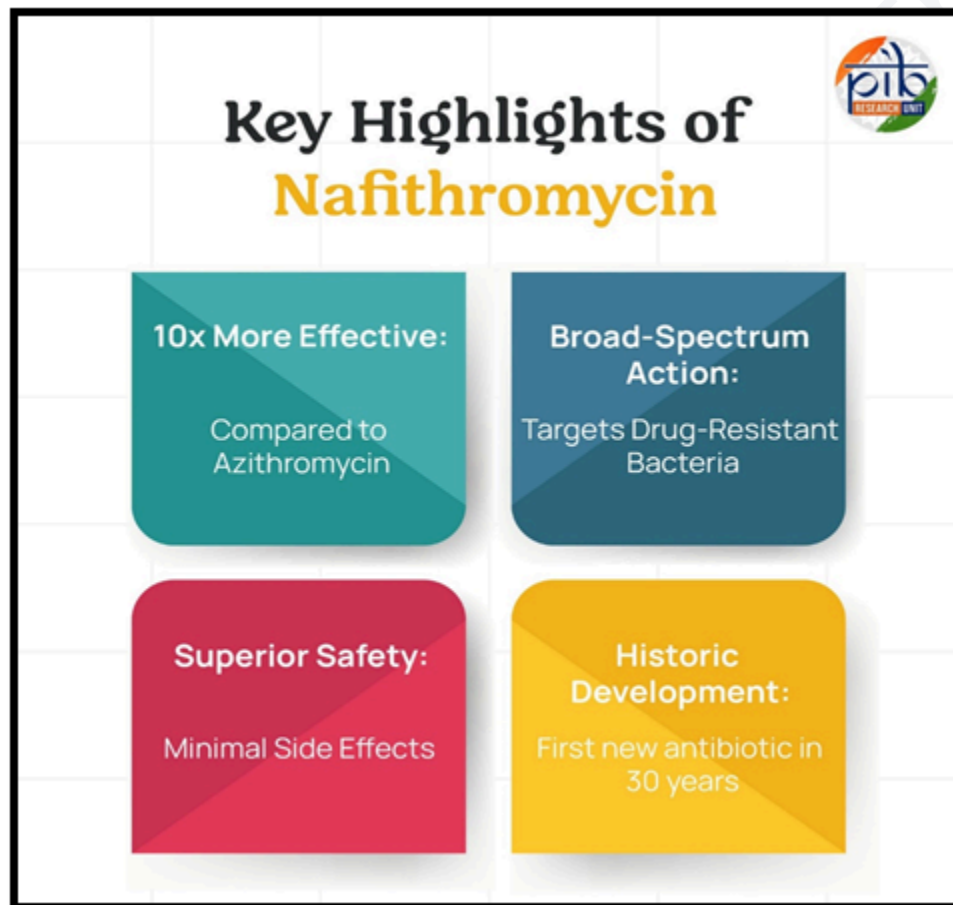 pib
RESEARCH UNIT
Key Highlights of
Nafithromycin
10x More Effective:
Compared to
Azithromycin
Broad-Spectrum
Action:
Targets Drug-Resistant
Bacteria
Superior Safety:
Minimal Side Effects
Historic
Development:
First new antibiotic in
30 years